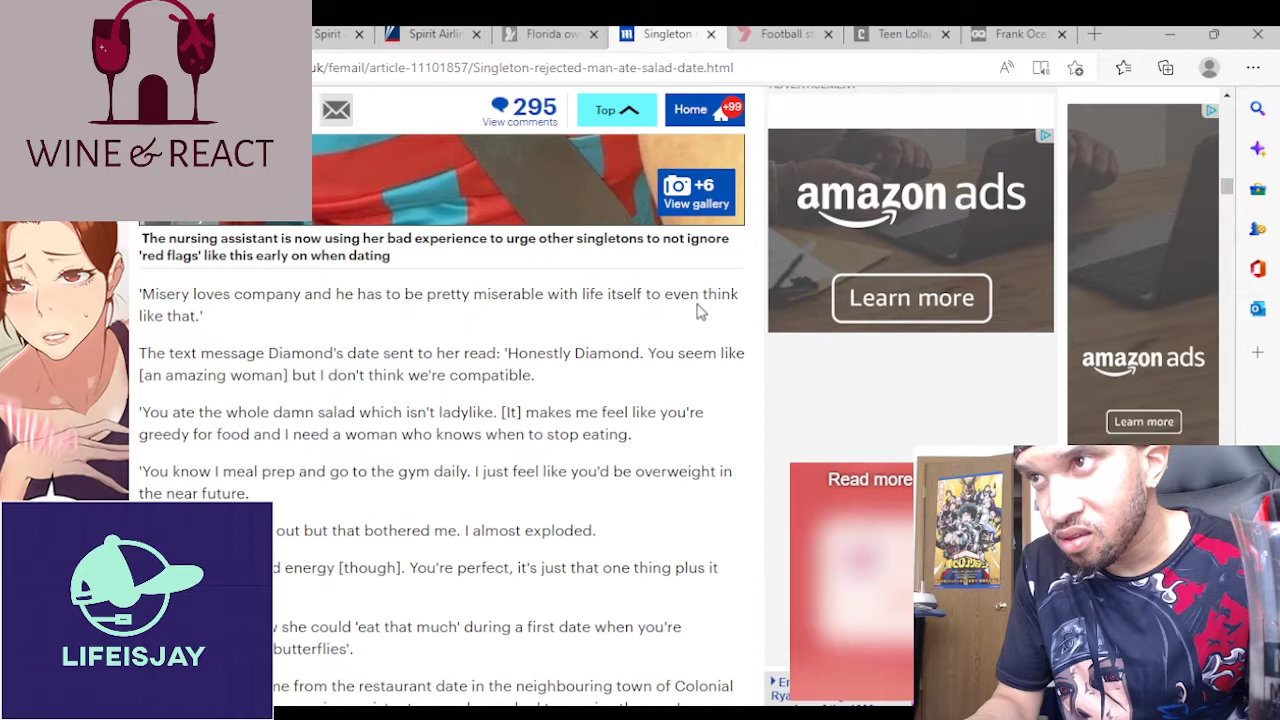 Spirit
Spirit Airlin
Florida ow
Singleton
Football st
Teen Lolla
Frank Oce
uk/femail/article-11101857/Singleton-rejected-man-ate-salad-date.html
WINE & REACT
295
View comments
Top
Home
+99
+6
View gallery
ADVERTISEMENT
amazon ads
Learn more
amazon ads
Learn more
The nursing assistant is now using her bad experience to urge other singletons to not ignore
'red flags' like this early on when dating
'Misery loves company and he has to be pretty miserable with life itself to even think
like that.'
The text message Diamond's date sent to her read: 'Honestly Diamond. You seem like
[an amazing woman] but I don't think we're compatible.
'You ate the whole damn salad which isn't ladylike. [It] makes me feel like you're
greedy for food and I need a woman who knows when to stop eating.
'You know I meal prep and go to the gym daily. I just feel like you'd be overweight in
the near future.
out but that bothered me. I almost exploded.
energy [though]. You're perfect, it's just that one thing plus it
she could 'eat that much' during a first date when you're
butterflies'.
me from the restaurant date in the neighbouring town of Colonial
Read more
LIFEISJAY